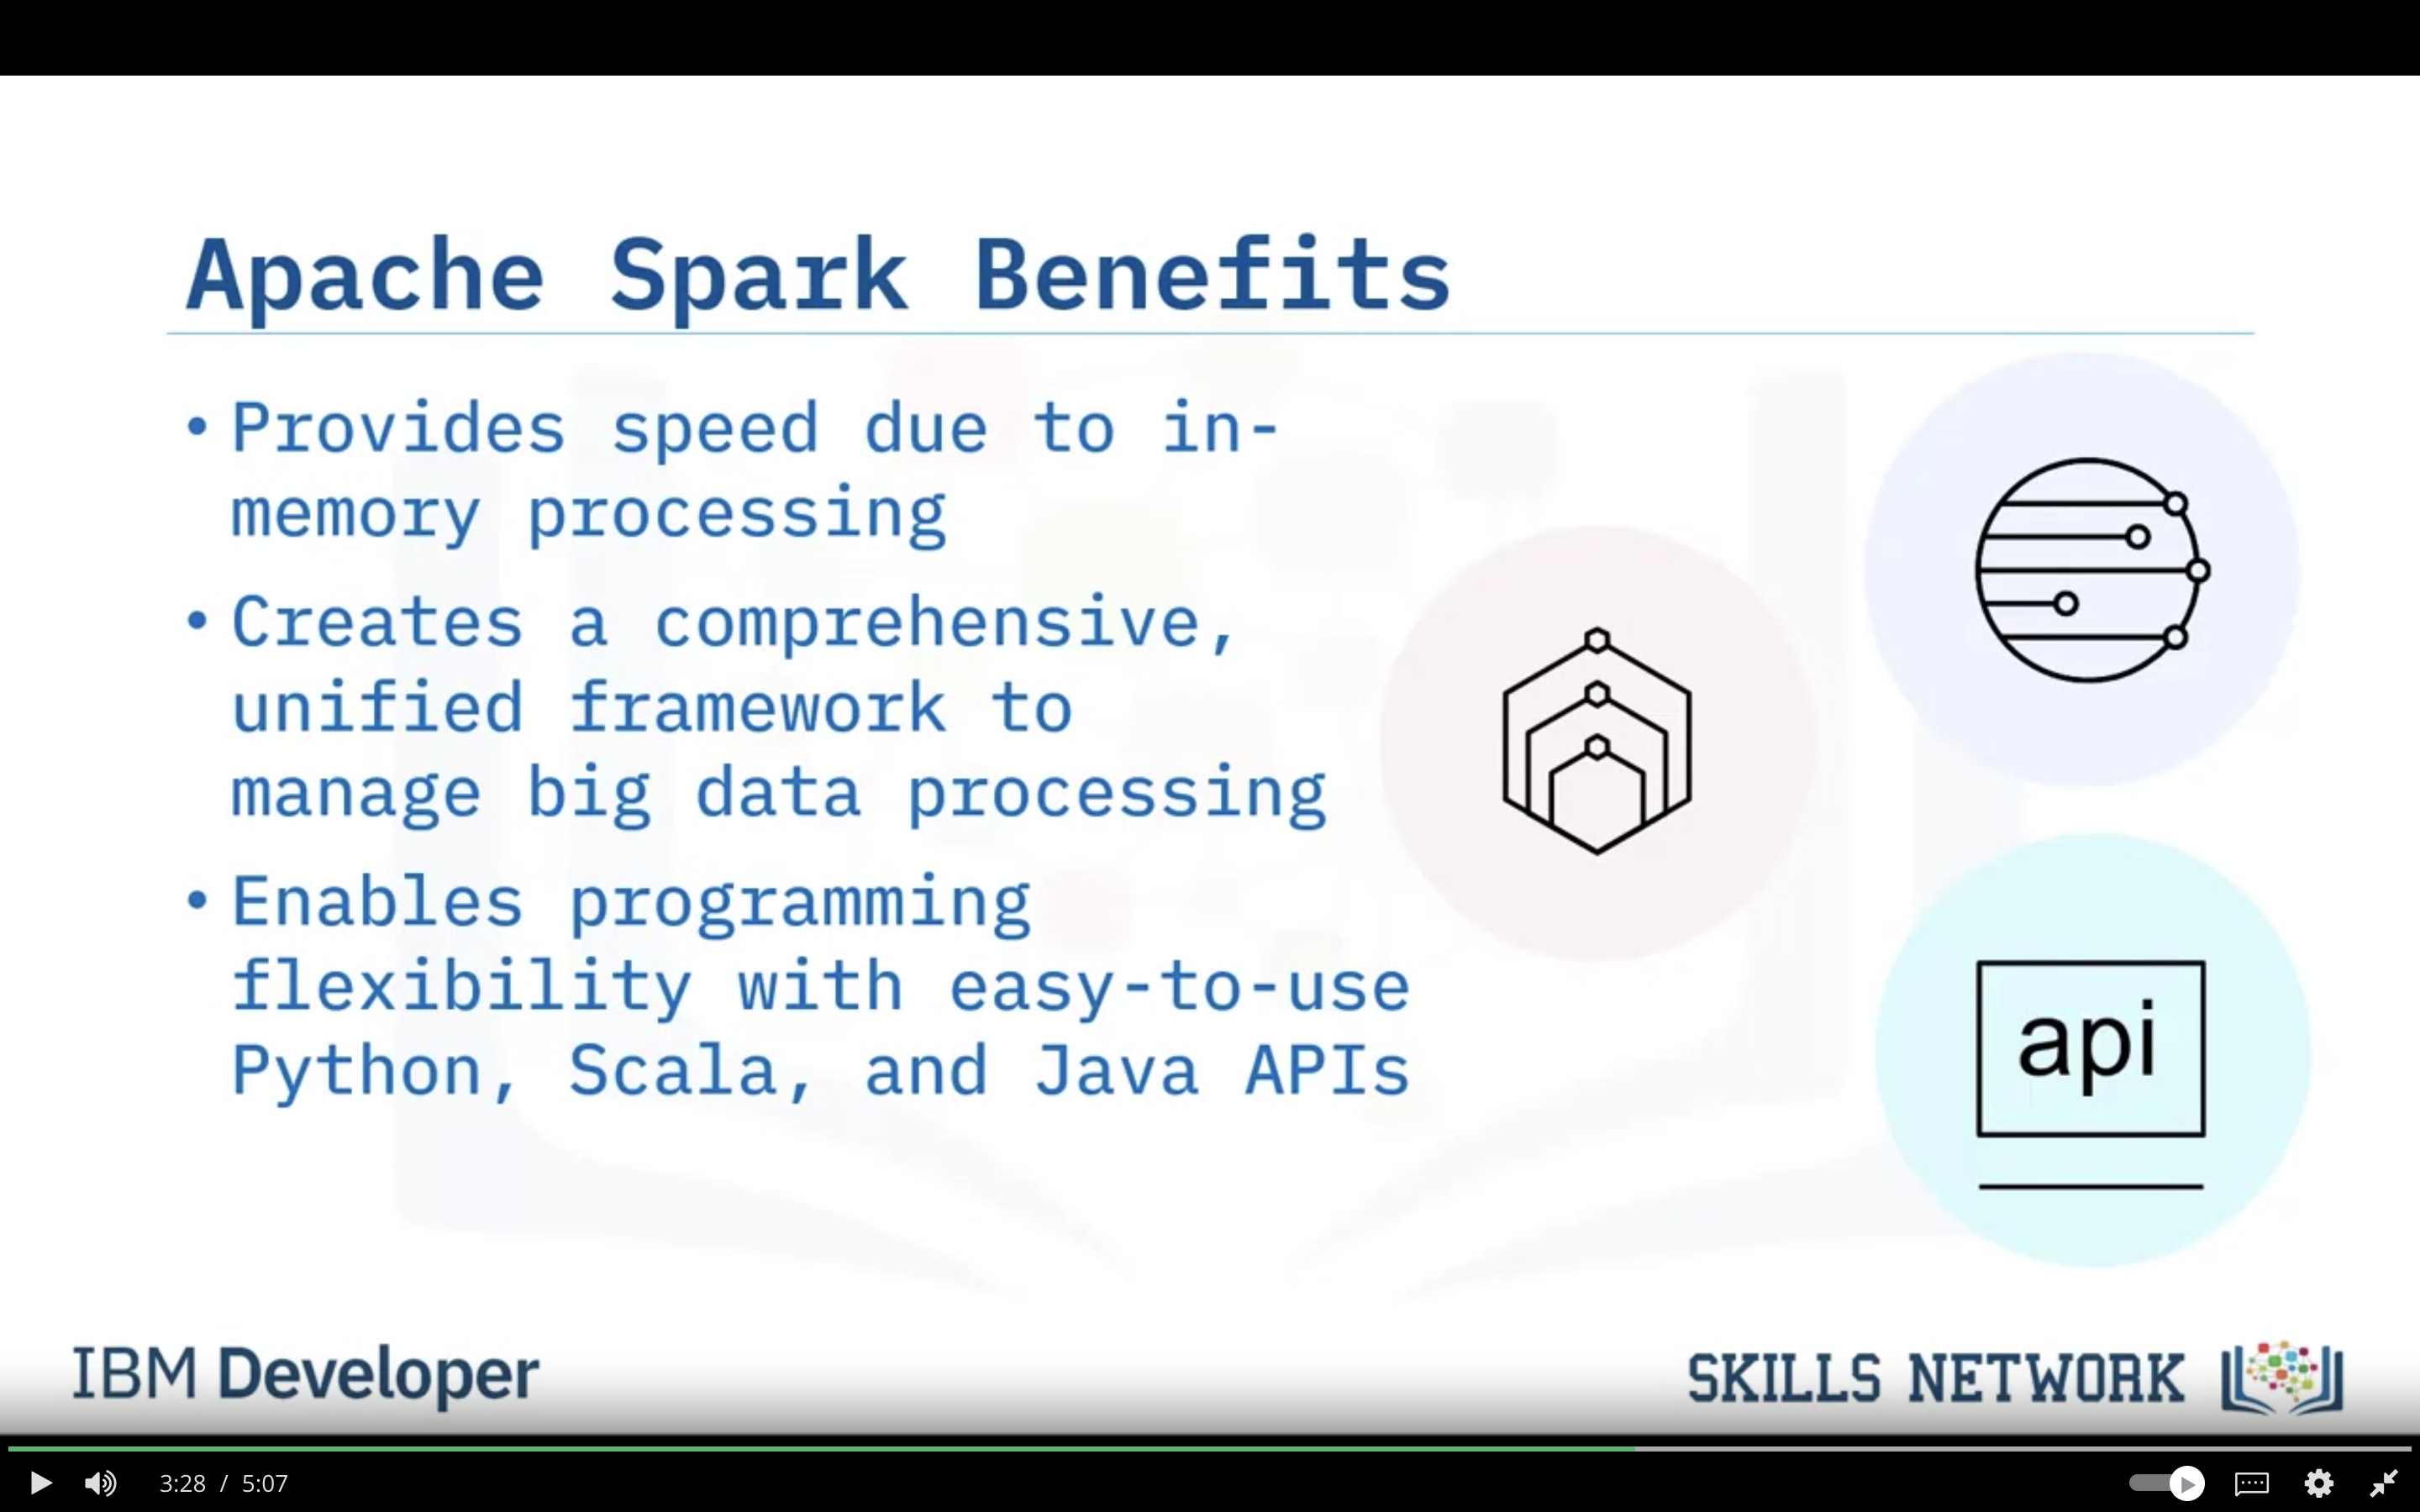 Apache Spark Benefits
• Provides speed due to in-
memory processing
• Creates a comprehensive,
unified framework to
manage big data processing
• Enables programming
flexibility with easy-to-use
Python, Scala, and Java APIs
api
IBM Developer
SKILLS NETWORK
3:28 / 5:07